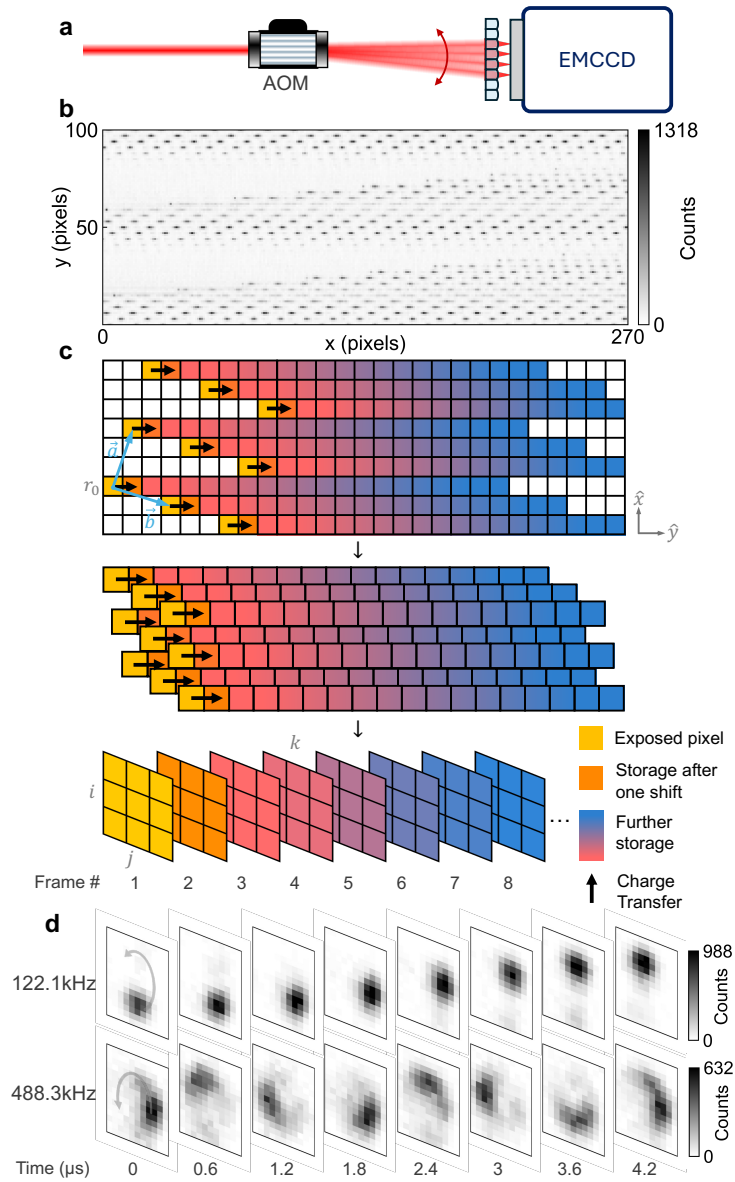 a
AOM
EMCCD
b
100
50
0
y (pixels)
0
x (pixels)
270
1318
0
Counts
c
a⃗
r₀
b⃗
x̂
ŷ
↓
↓
k
i
j
...
Exposed pixel
Storage after
one shift
Further
storage
Charge
Transfer
Frame # 1 2 3 4 5 6 7 8
d
122.1kHz
988
0
Counts
488.3kHz
632
0
Counts
Time (µs) 0 0.6 1.2 1.8 2.4 3 3.6 4.2